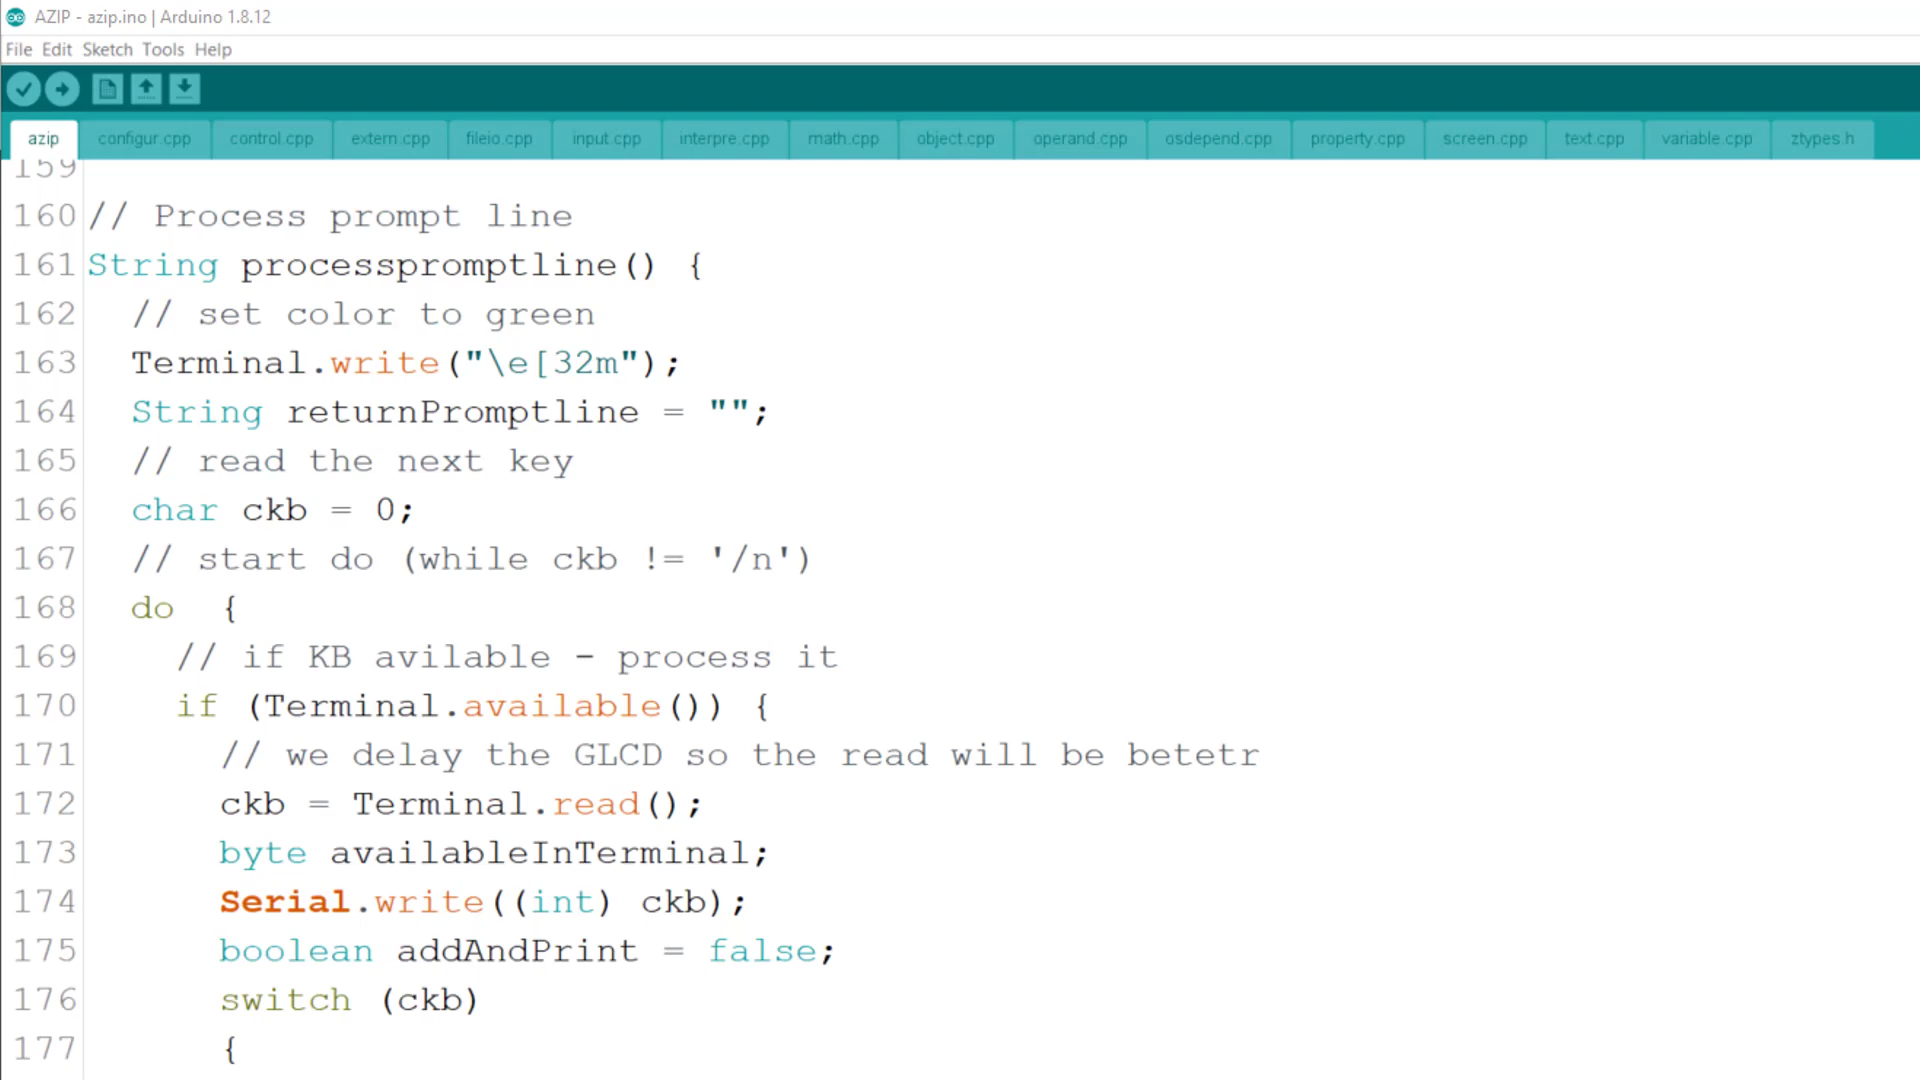 AZIP - azip.ino | Arduino 1.8.12
File Edit Sketch Tools Help
azip configur.cpp control.cpp extern.cpp fileio.cpp input.cpp interpre.cpp math.cpp object.cpp operand.cpp osdepend.cpp property.cpp screen.cpp text.cpp variable.cpp ztypes.h
159
160 // Process prompt line
161 String processpromptline() {
162 // set color to green
163 Terminal.write("\e[32m");
164 String returnPromptline = "";
165 // read the next key
166 char ckb = 0;
167 // start do (while ckb != '/n')
168 do {
169 // if KB avilable - process it
170 if (Terminal.available()) {
171 // we delay the GLCD so the read will be betetr
172 ckb = Terminal.read();
173 byte availableInTerminal;
174 Serial.write((int) ckb);
175 boolean addAndPrint = false;
176 switch (ckb)
177 {